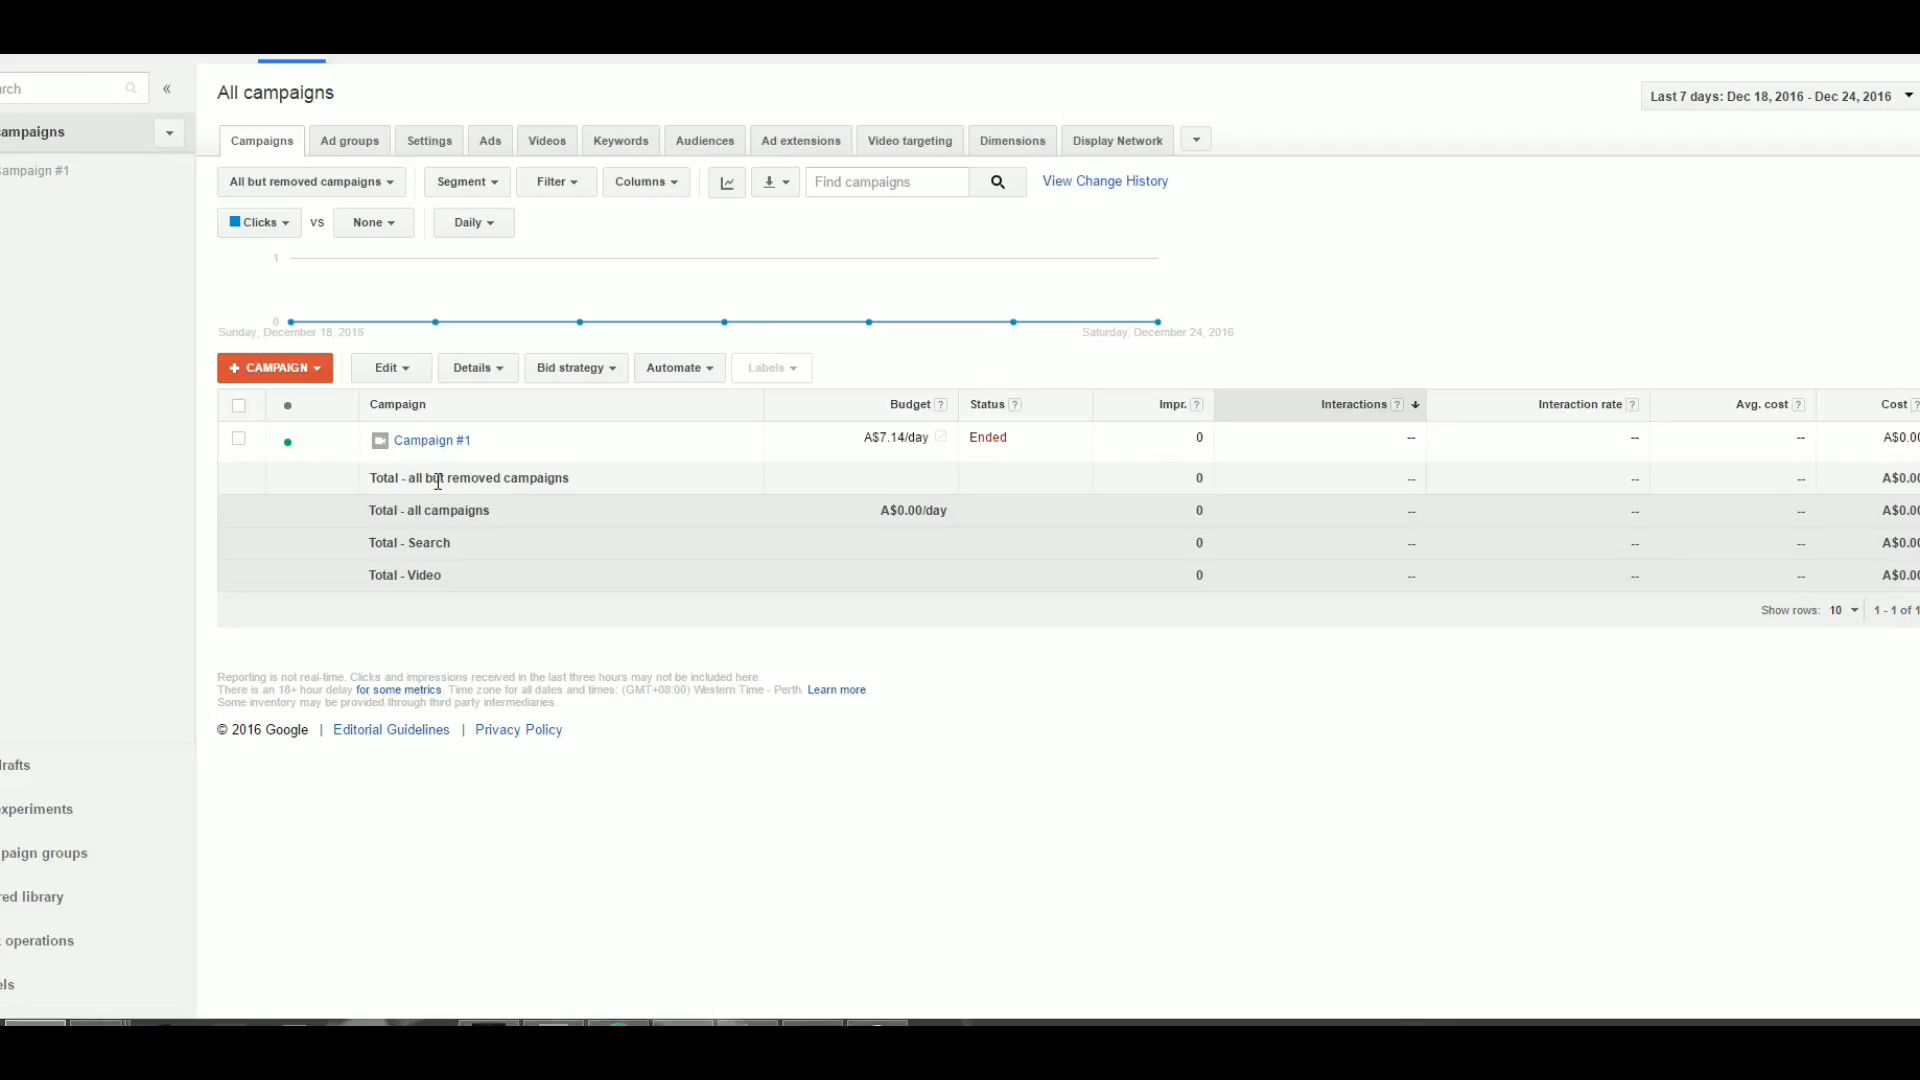 rch «
All campaigns
Last 7 days: Dec 18, 2016 - Dec 24, 2016
ampaigns
Campaigns Ad groups Settings Ads Videos Keywords Audiences Ad extensions Video targeting Dimensions Display Network
ampaign #1
All but removed campaigns Segment Filter Columns Find campaigns View Change History
Clicks VS None Daily
1
0
Sunday, December 18, 2016 Saturday, December 24, 2016
+ CAMPAIGN Edit Details Bid strategy Automate Labels
Campaign Budget ? Status ? Impr. ? Interactions ? Interaction rate ? Avg. cost ? Cost ?
Campaign #1 A$7.14/day Ended 0 -- -- -- A$0.00
Total - all but removed campaigns 0 -- -- -- A$0.00
Total - all campaigns A$0.00/day 0 -- -- -- A$0.00
Total - Search 0 -- -- -- A$0.00
Total - Video 0 -- -- -- A$0.00
Show rows: 10 1 - 1 of 1
Reporting is not real-time. Clicks and impressions received in the last three hours may not be included here.
There is an 18+ hour delay for some metrics. Time zone for all dates and times: (GMT+08:00) Western Time - Perth. Learn more
Some inventory may be provided through third party intermediaries.
© 2016 Google | Editorial Guidelines | Privacy Policy
rafts
xperiments
paign groups
red library
operations
els